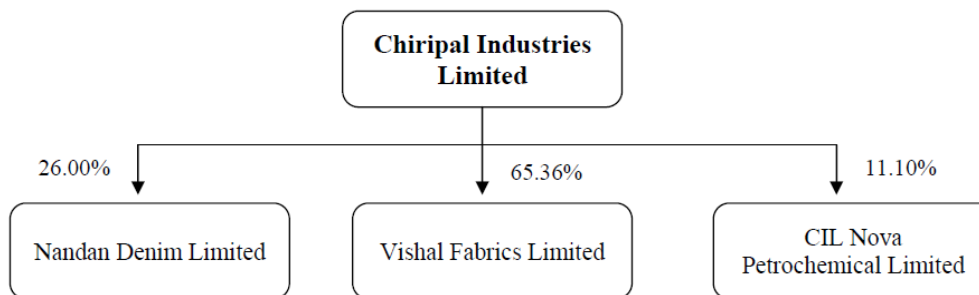 Chiripal Industries
Limited
26.00%
65.36%
11.10%
Nandan Denim Limited
Vishal Fabrics Limited
CIL Nova
Petrochemical Limited